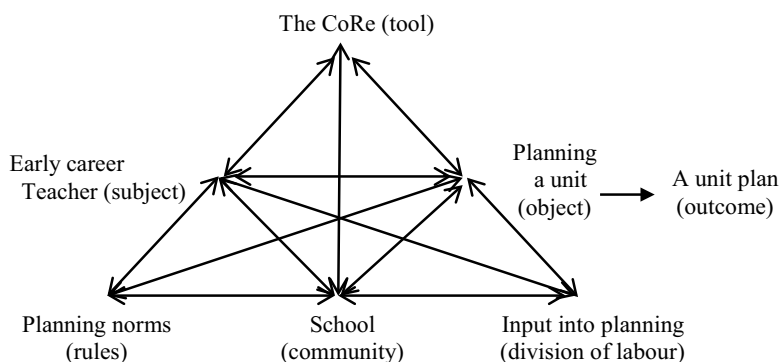 The CoRe (tool)
Early career
Teacher (subject)
Planning
a unit
(object)
A unit plan
(outcome)
Planning norms
(rules)
School
(community)
Input into planning
(division of labour)